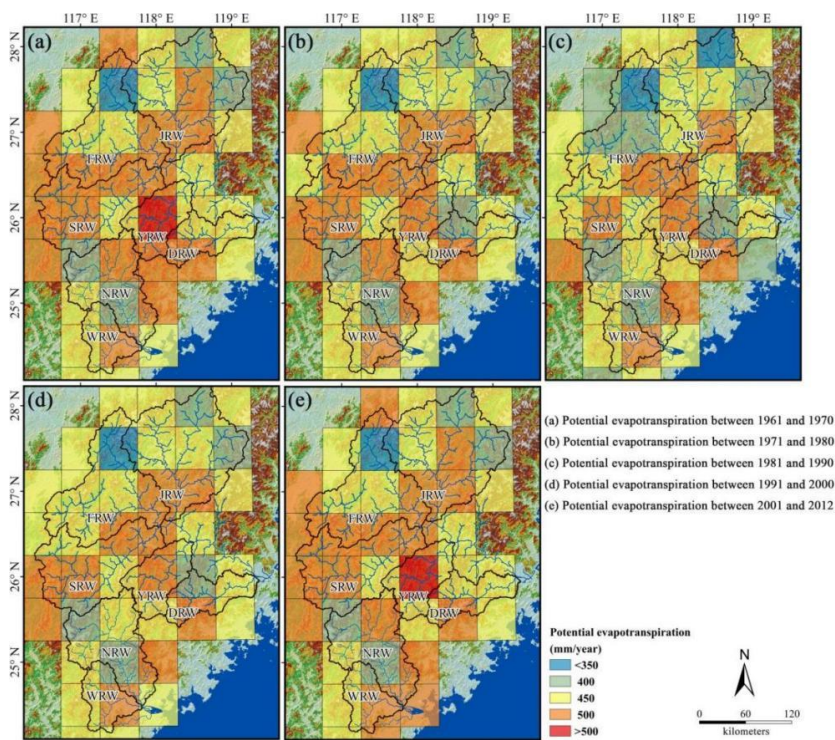 117° E 118° E 119° E
(a) (b) (c)
28° N
27° N
26° N
25° N
JRW
FRW
SRW
YRW
DRW
NRW
WRW
JRW
FRW
SRW
YRW
DRW
NRW
WRW
JRW
FRW
SRW
YRW
DRW
NRW
WRW
(d) (e)
28° N
27° N
26° N
25° N
JRW
FRW
SRW
YRW
DRW
NRW
WRW
JRW
FRW
SRW
YRW
DRW
NRW
WRW
117° E 118° E 119° E
117° E 118° E 119° E
(a) Potential evapotranspiration between 1961 and 1970
(b) Potential evapotranspiration between 1971 and 1980
(c) Potential evapotranspiration between 1981 and 1990
(d) Potential evapotranspiration between 1991 and 2000
(e) Potential evapotranspiration between 2001 and 2012
Potential evapotranspiration
(mm/year)
<350
400
450
500
>500
N
0 60 120
kilometers